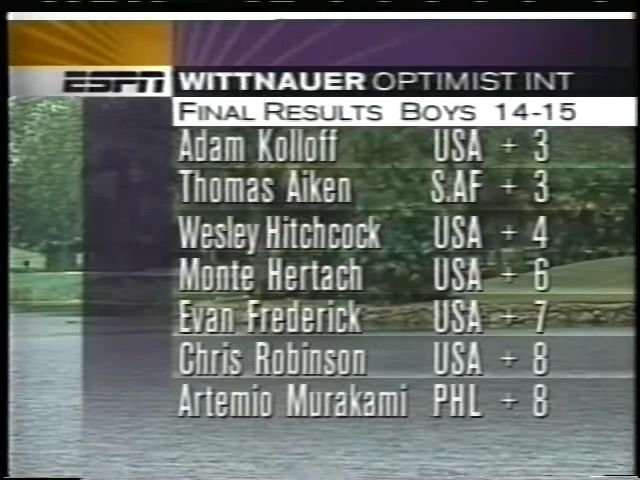 ESPN WITTNAUER OPTIMIST INT
FINAL RESULTS BOYS 14-15
Adam Kolloff USA + 3
Thomas Aiken S.AF + 3
Wesley Hitchcock USA + 4
Monte Hertach USA + 6
Evan Frederick USA + 7
Chris Robinson USA + 8
Artemio Murakami PHL + 8